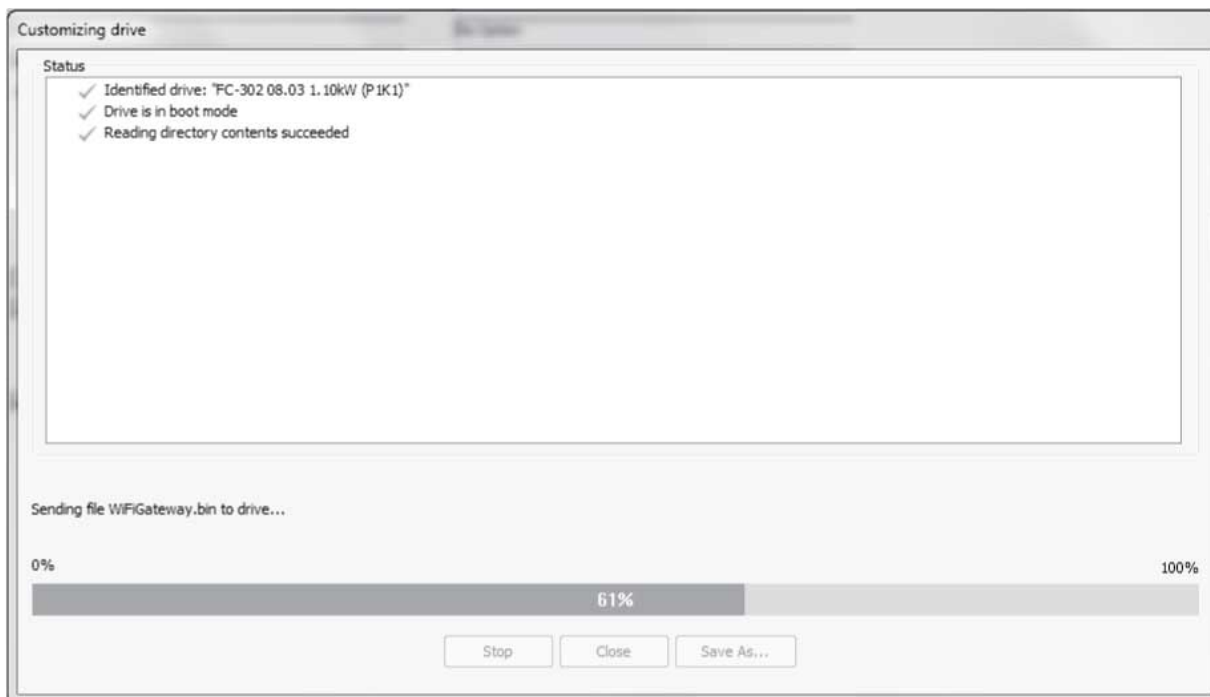 Customizing drive
Status
Identified drive: "FC-302 08.03 1.10kW (P1K1)"
Drive is in boot mode
Reading directory contents succeeded
Sending file WiFiGateway.bin to drive...
0%
100%
61%
Stop
Close
Save As...